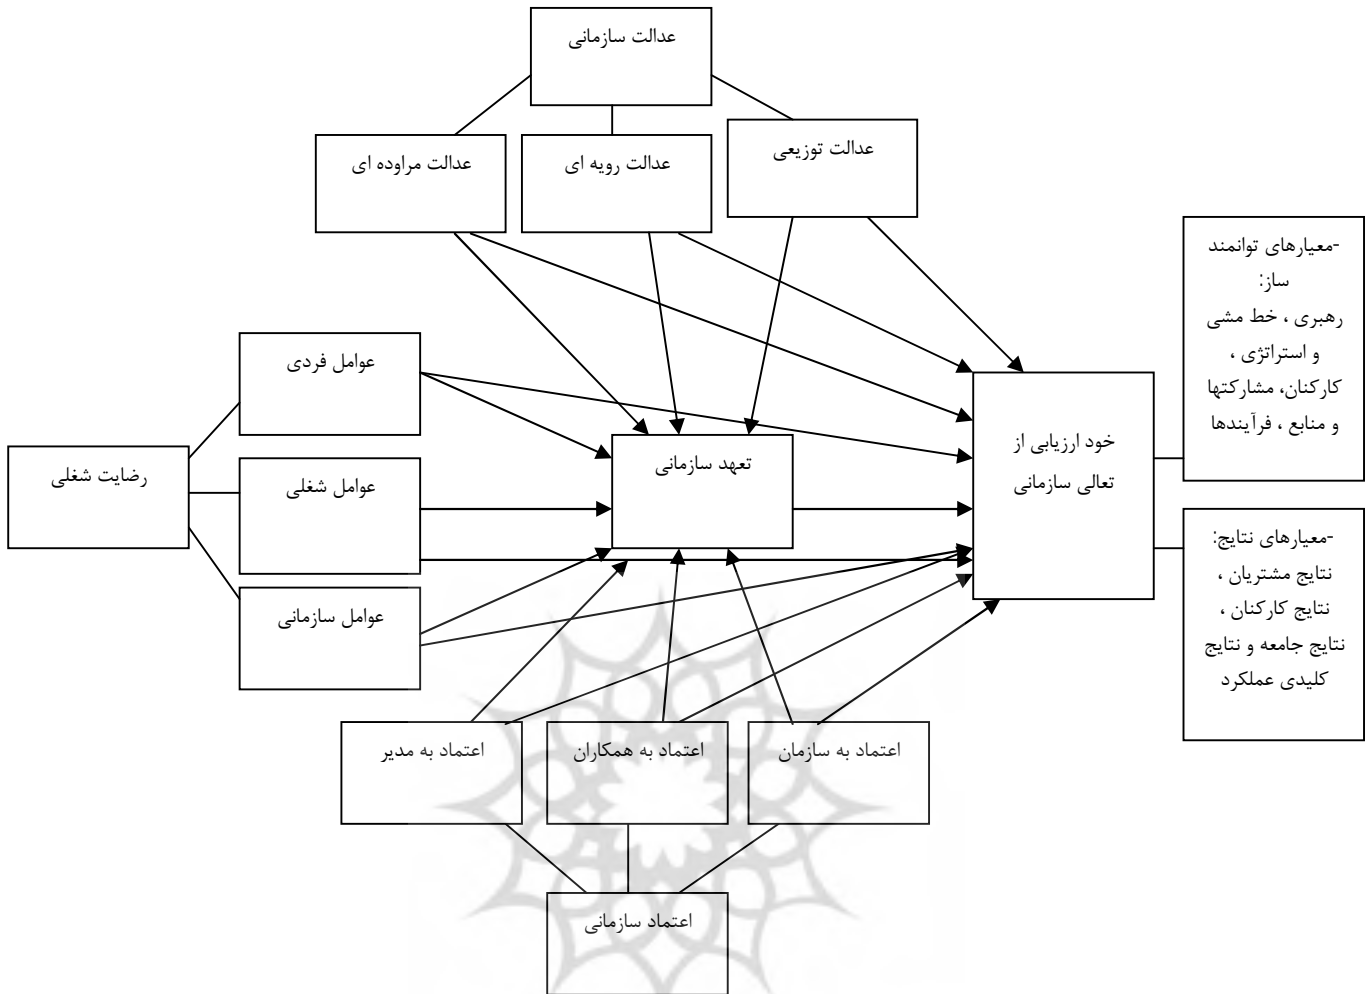 عدالت سازمانی
عدالت توزیعی
عدالت رویه ای
عدالت مراوده ای
-معیارهای توانمند
ساز:
رهبری ، خط مشی
و استراتژی ،
کارکنان، مشارکتها
و منابع ، فرآیندها
عوامل فردی
خود ارزیابی از
تعالی سازمانی
تعهد سازمانی
رضایت شغلی
عوامل شغلی
-معیارهای نتایج:
نتایج مشتریان ،
نتایج کارکنان ،
نتایج جامعه و نتایج
کلیدی عملکرد
عوامل سازمانی
اعتماد به سازمان
اعتماد به همکاران
اعتماد به مدیر
اعتماد سازمانی